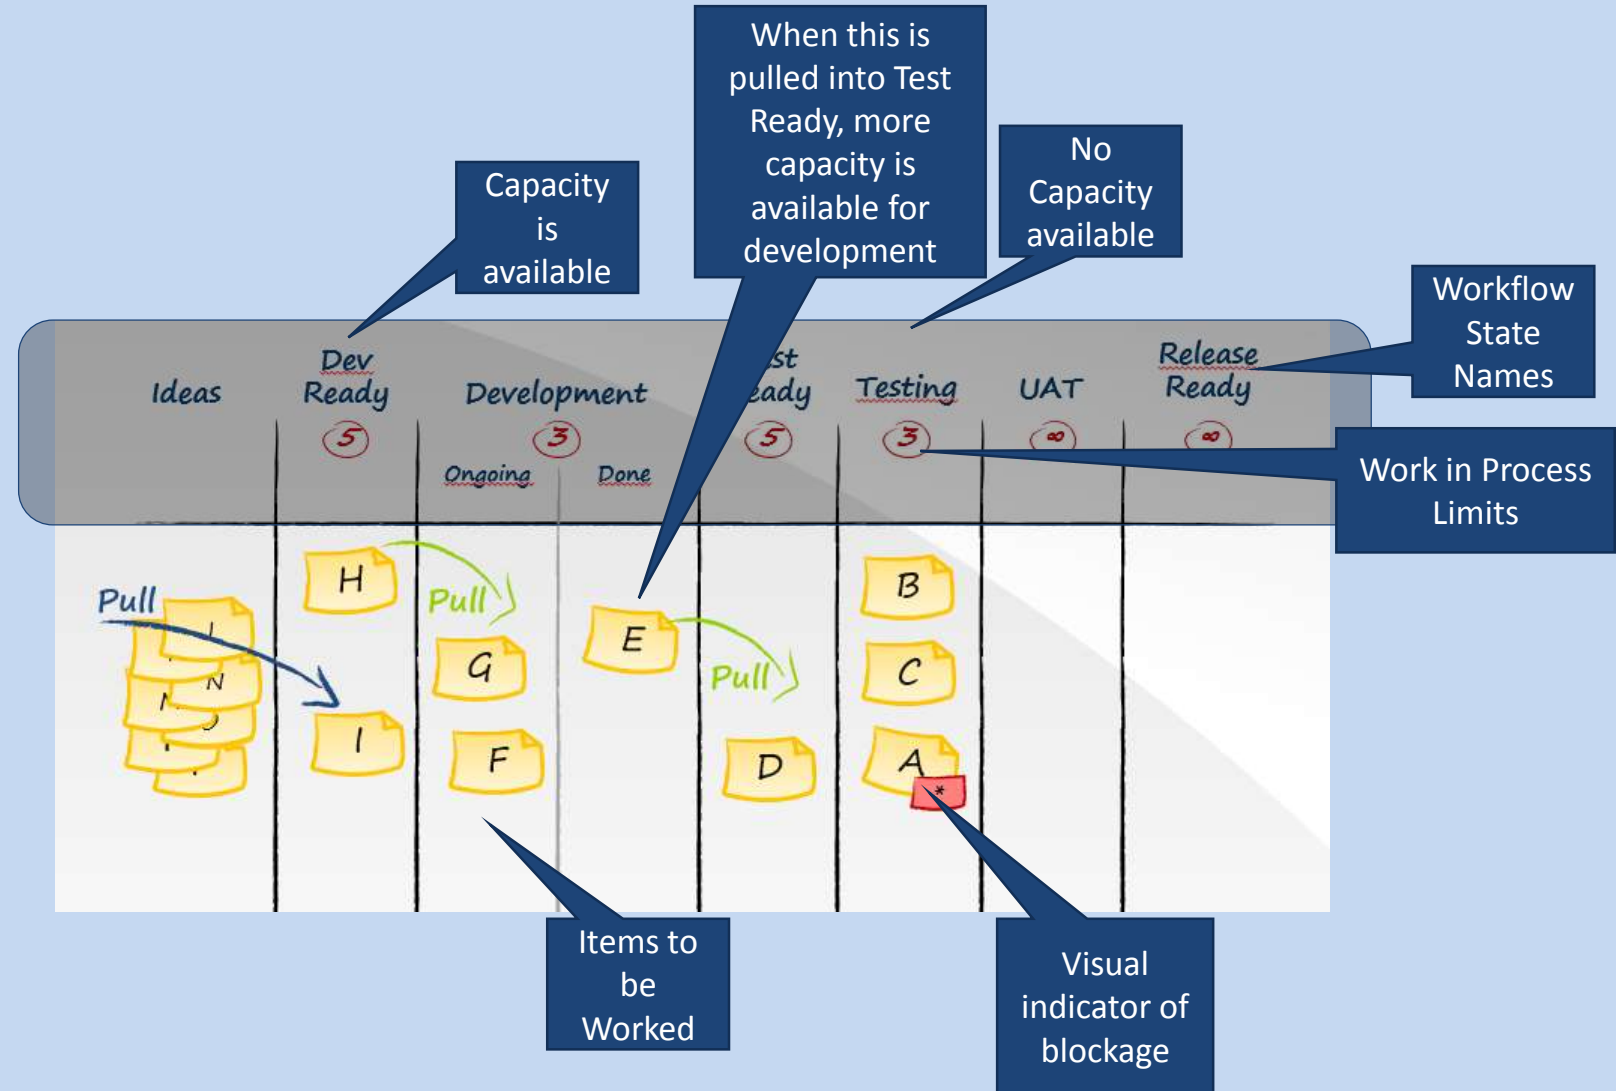 When this is
pulled into Test
Ready, more
capacity is
available for
development
No
Capacity
available
Capacity
is
available
Workflow
State
Names
Ideas
Dev
Ready
Development
Testing
UAT
Release
Ready
5
3
5
3
∞
∞
Ongoing
Done
Work in Process
Limits
Pull
H
Pull
G
F
I
E
Pull
D
B
C
A
*
N
Items to
be
Worked
Visual
indicator of
blockage